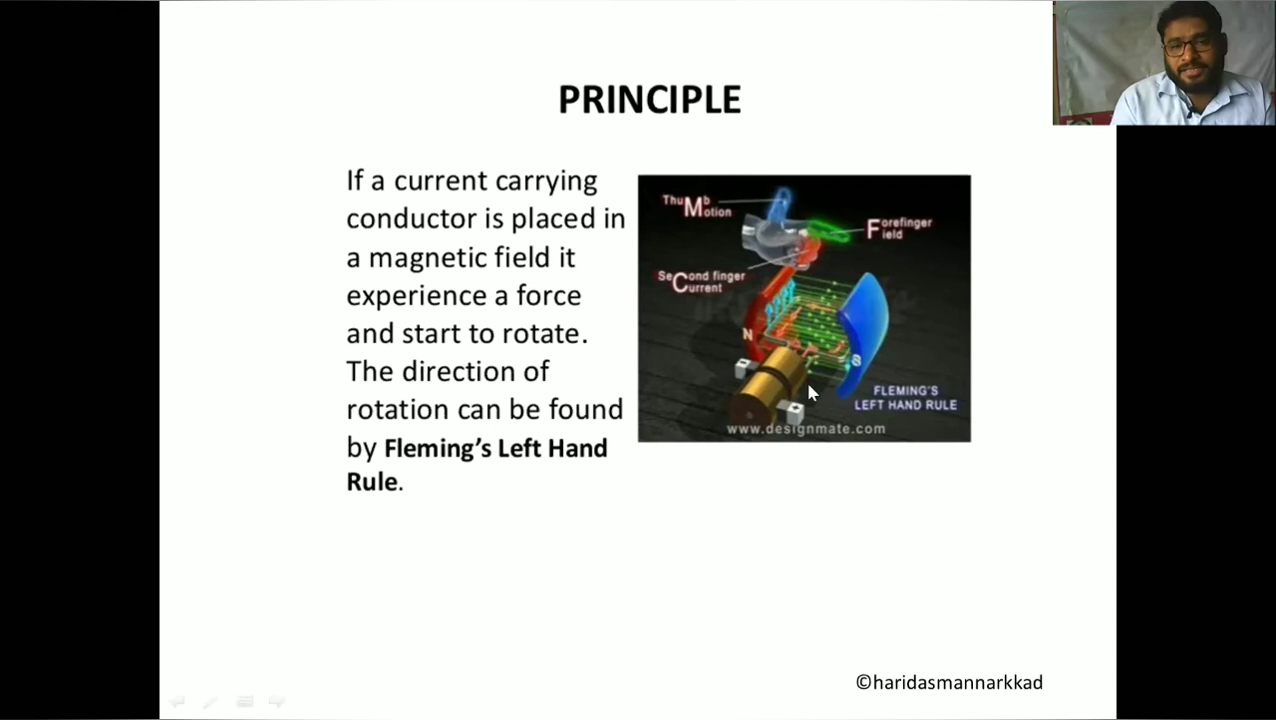 PRINCIPLE
If a current carrying
conductor is placed in
a magnetic field it
experience a force
and start to rotate.
The direction of
rotation can be found
by Fleming’s Left Hand
Rule.
ThuMb
Motion
Forefinger
Field
SeCond finger
Current
N
S
-
+
FLEMING'S
LEFT HAND RULE
www.designmate.com
©haridasmannarkkad